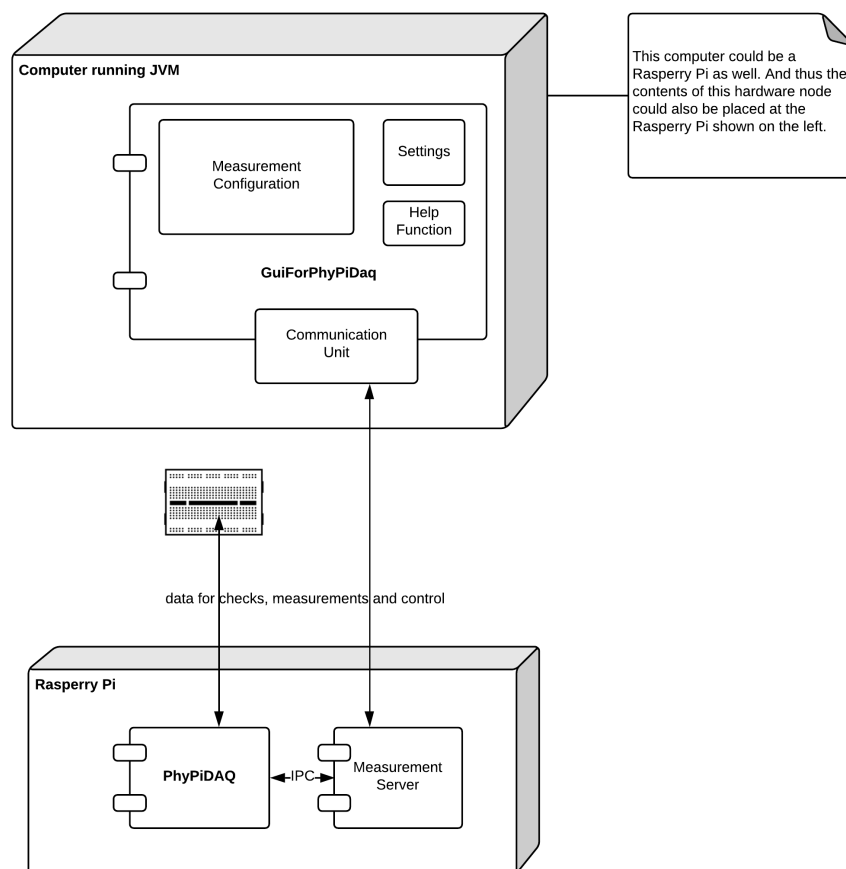 Computer running JVM
This computer could be a
Rasperry Pi as well. And thus the
contents of this hardware node
could also be placed at the
Rasperry Pi shown on the left.
Measurement
Configuration
Settings
Help
Function
GuiForPhyPiDaq
Communication
Unit
data for checks, measurements and control
Rasperry Pi
PhyPiDAQ
IPC
Measurement
Server